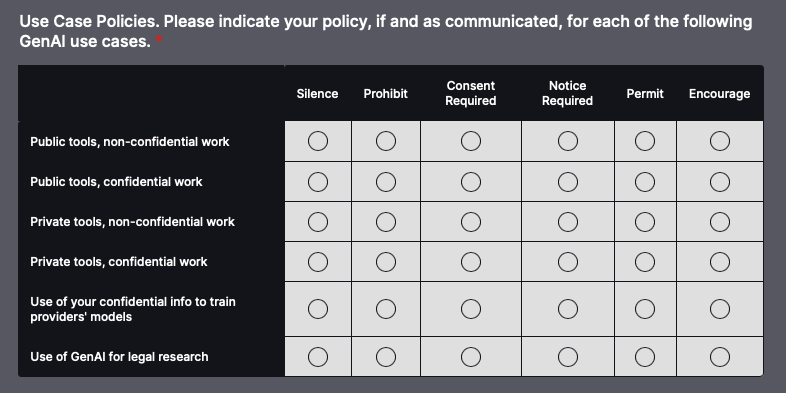 Use Case Policies. Please indicate your policy, if and as communicated, for each of the following
GenAI use cases. *
Silence Prohibit Consent Required Notice Required Permit Encourage
Public tools, non-confidential work
Public tools, confidential work
Private tools, non-confidential work
Private tools, confidential work
Use of your confidential info to train
providers' models
Use of GenAI for legal research